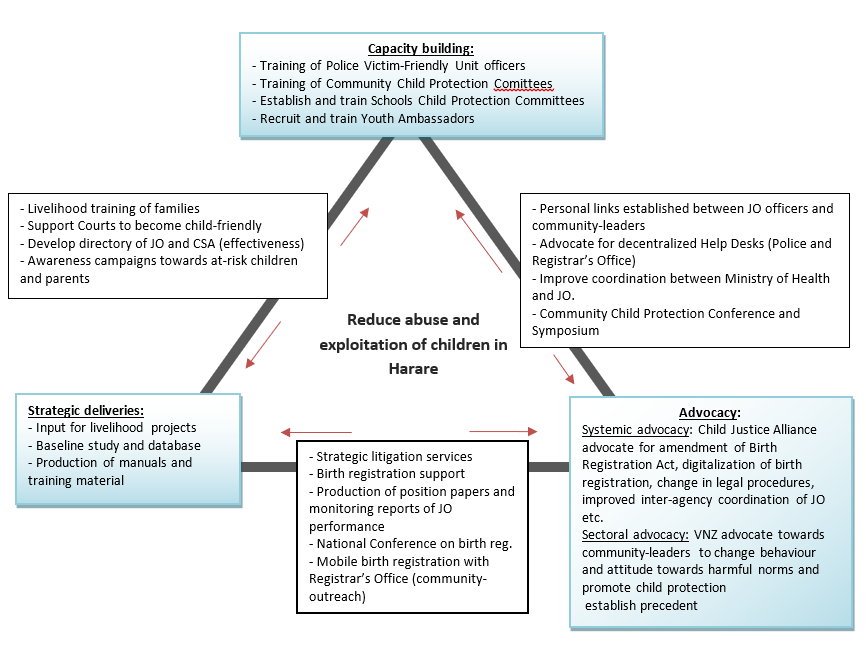 Capacity building:
- Training of Police Victim-Friendly Unit officers
- Training of Community Child Protection Comittees
- Establish and train Schools Child Protection Committees
- Recruit and train Youth Ambassadors
- Livelihood training of families
- Support Courts to become child-friendly
- Develop directory of JO and CSA (effectiveness)
- Awareness campaigns towards at-risk children
and parents
- Personal links established between JO officers and
community-leaders
- Advocate for decentralized Help Desks (Police and
Registrar’s Office)
- Improve coordination between Ministry of Health
and JO.
- Community Child Protection Conference and
Symposium
Reduce abuse and
exploitation of children in
Harare
Strategic deliveries:
- Input for livelihood projects
- Baseline study and database
- Production of manuals and
training material
- Strategic litigation services
- Birth registration support
- Production of position papers and
monitoring reports of JO
performance
- National Conference on birth reg.
- Mobile birth registration with
Registrar’s Office (community-
outreach)
Advocacy:
Systemic advocacy: Child Justice Alliance
advocate for amendment of Birth
Registration Act, digitalization of birth
registration, change in legal procedures,
improved inter-agency coordination of JO
etc.
Sectoral advocacy: VNZ advocate towards
community-leaders to change behaviour
and attitude towards harmful norms and
promote child protection
establish precedent